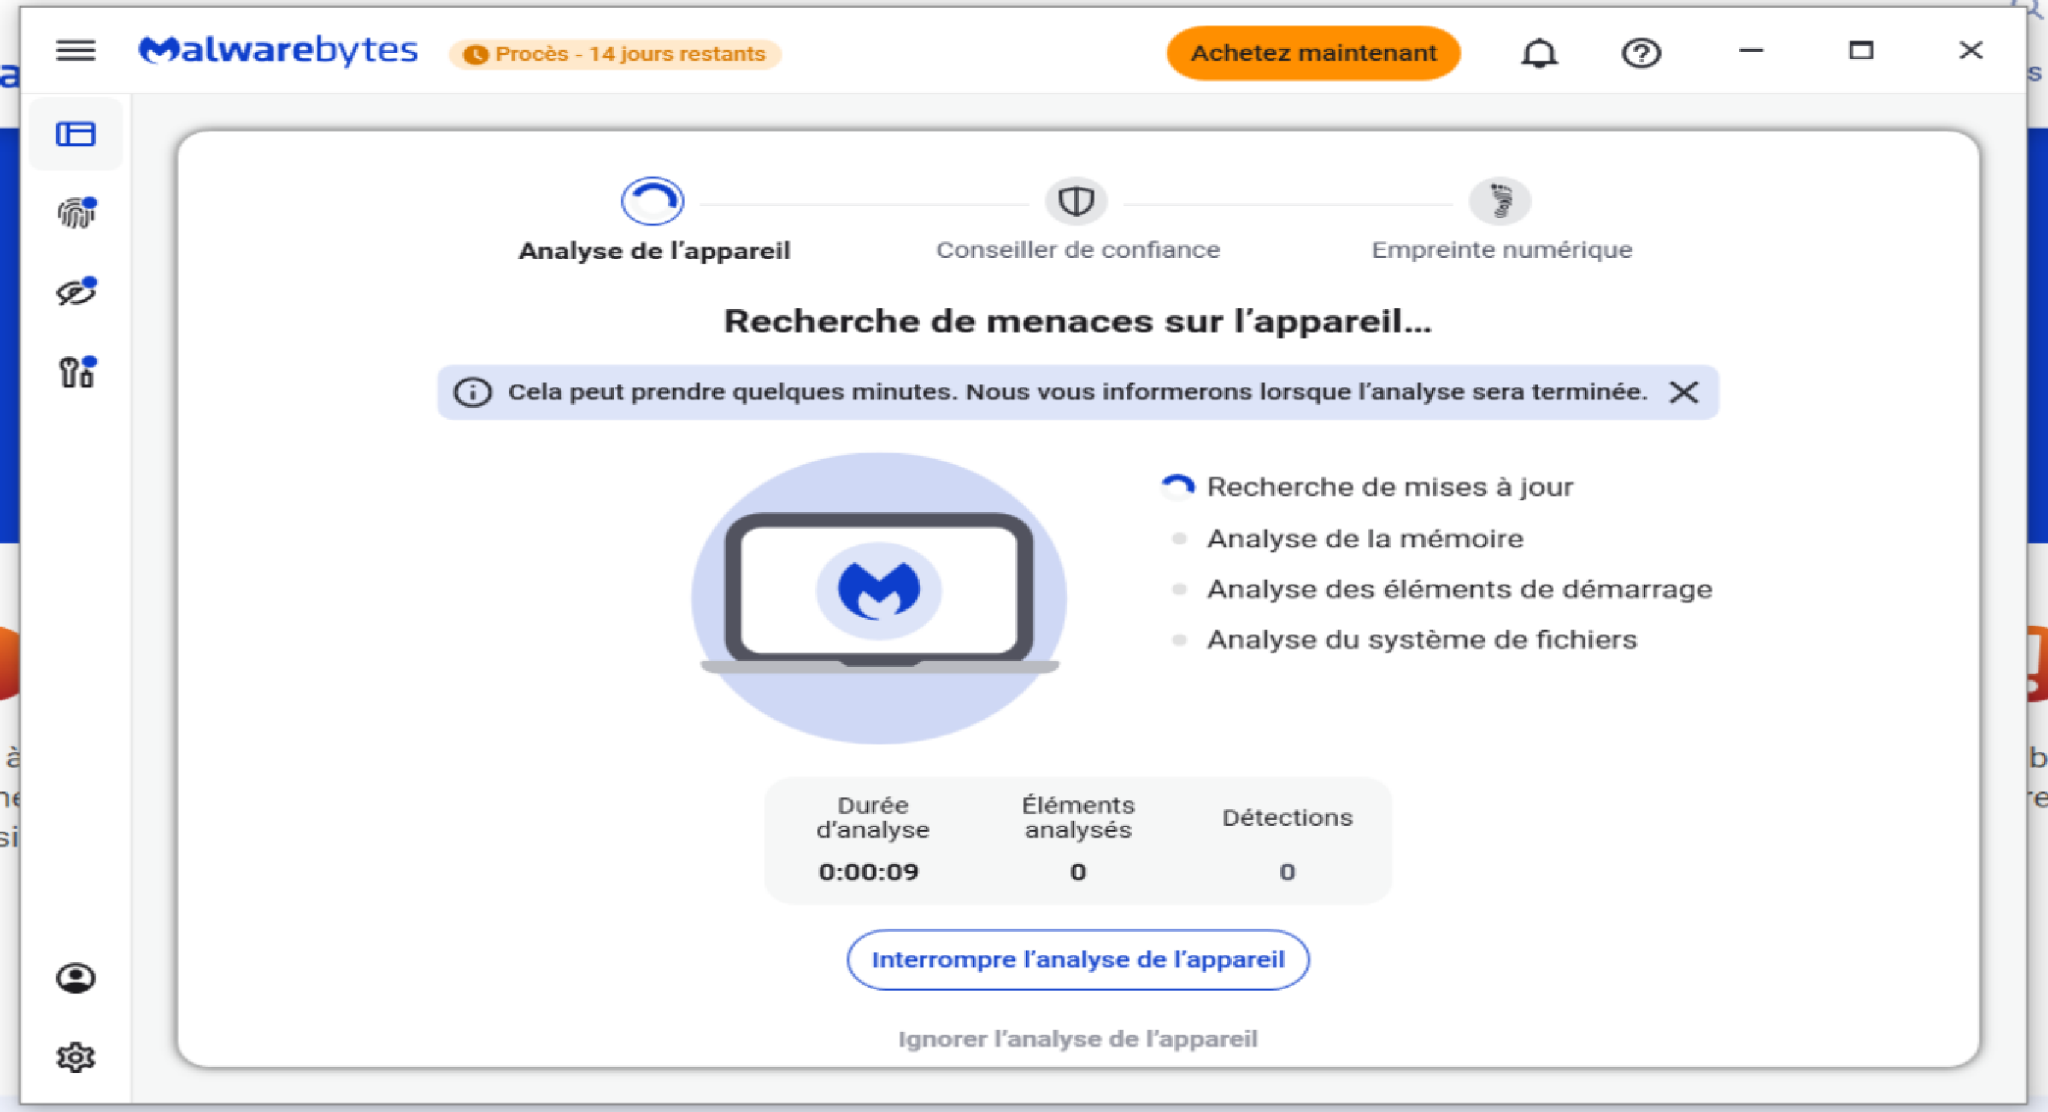 Malwarebytes
Procès - 14 jours restants
Achetez maintenant
Analyse de l'appareil
Conseiller de confiance
Empreinte numérique
Recherche de menaces sur l'appareil...
Cela peut prendre quelques minutes. Nous vous informerons lorsque l'analyse sera terminée.
Recherche de mises à jour
Analyse de la mémoire
Analyse des éléments de démarrage
Analyse du système de fichiers
Durée
d'analyse
0:00:09
Éléments
analysés
0
Détections
0
Interrompre l'analyse de l'appareil
Ignorer l'analyse de l'appareil